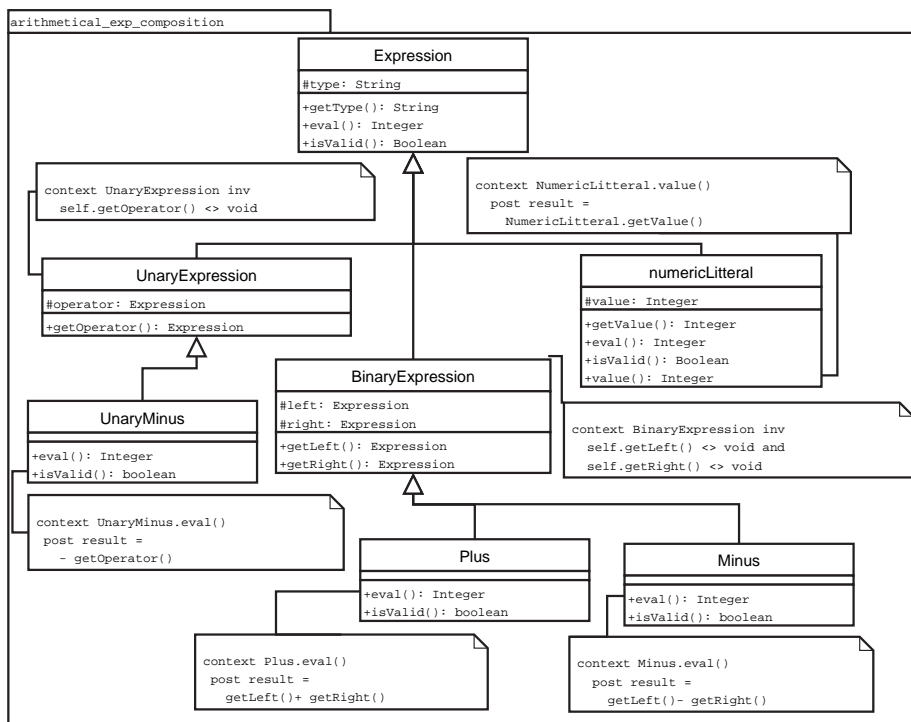 arithmetical_exp_composition
Expression
#type: String
+getType(): String
+eval(): Integer
+isValid(): Boolean
context UnaryExpression inv
self.getOperator() <> void
context NumericLitteral.value()
post result =
NumericLitteral.getValue()
UnaryExpression
#operator: Expression
+getOperator(): Expression
numericLitteral
#value: Integer
+getValue(): Integer
+eval(): Integer
+isValid(): Boolean
+value(): Integer
BinaryExpression
#left: Expression
#right: Expression
+getLeft(): Expression
+getRight(): Expression
UnaryMinus
+eval(): Integer
+isValid(): boolean
context BinaryExpression inv
self.getLeft() <> void and
self.getRight() <> void
context UnaryMinus.eval()
post result =
- getOperator()
Plus
+eval(): Integer
+isValid(): boolean
Minus
+eval(): Integer
+isValid(): boolean
context Plus.eval()
post result =
getLeft()+ getRight()
context Minus.eval()
post result =
getLeft()- getRight()